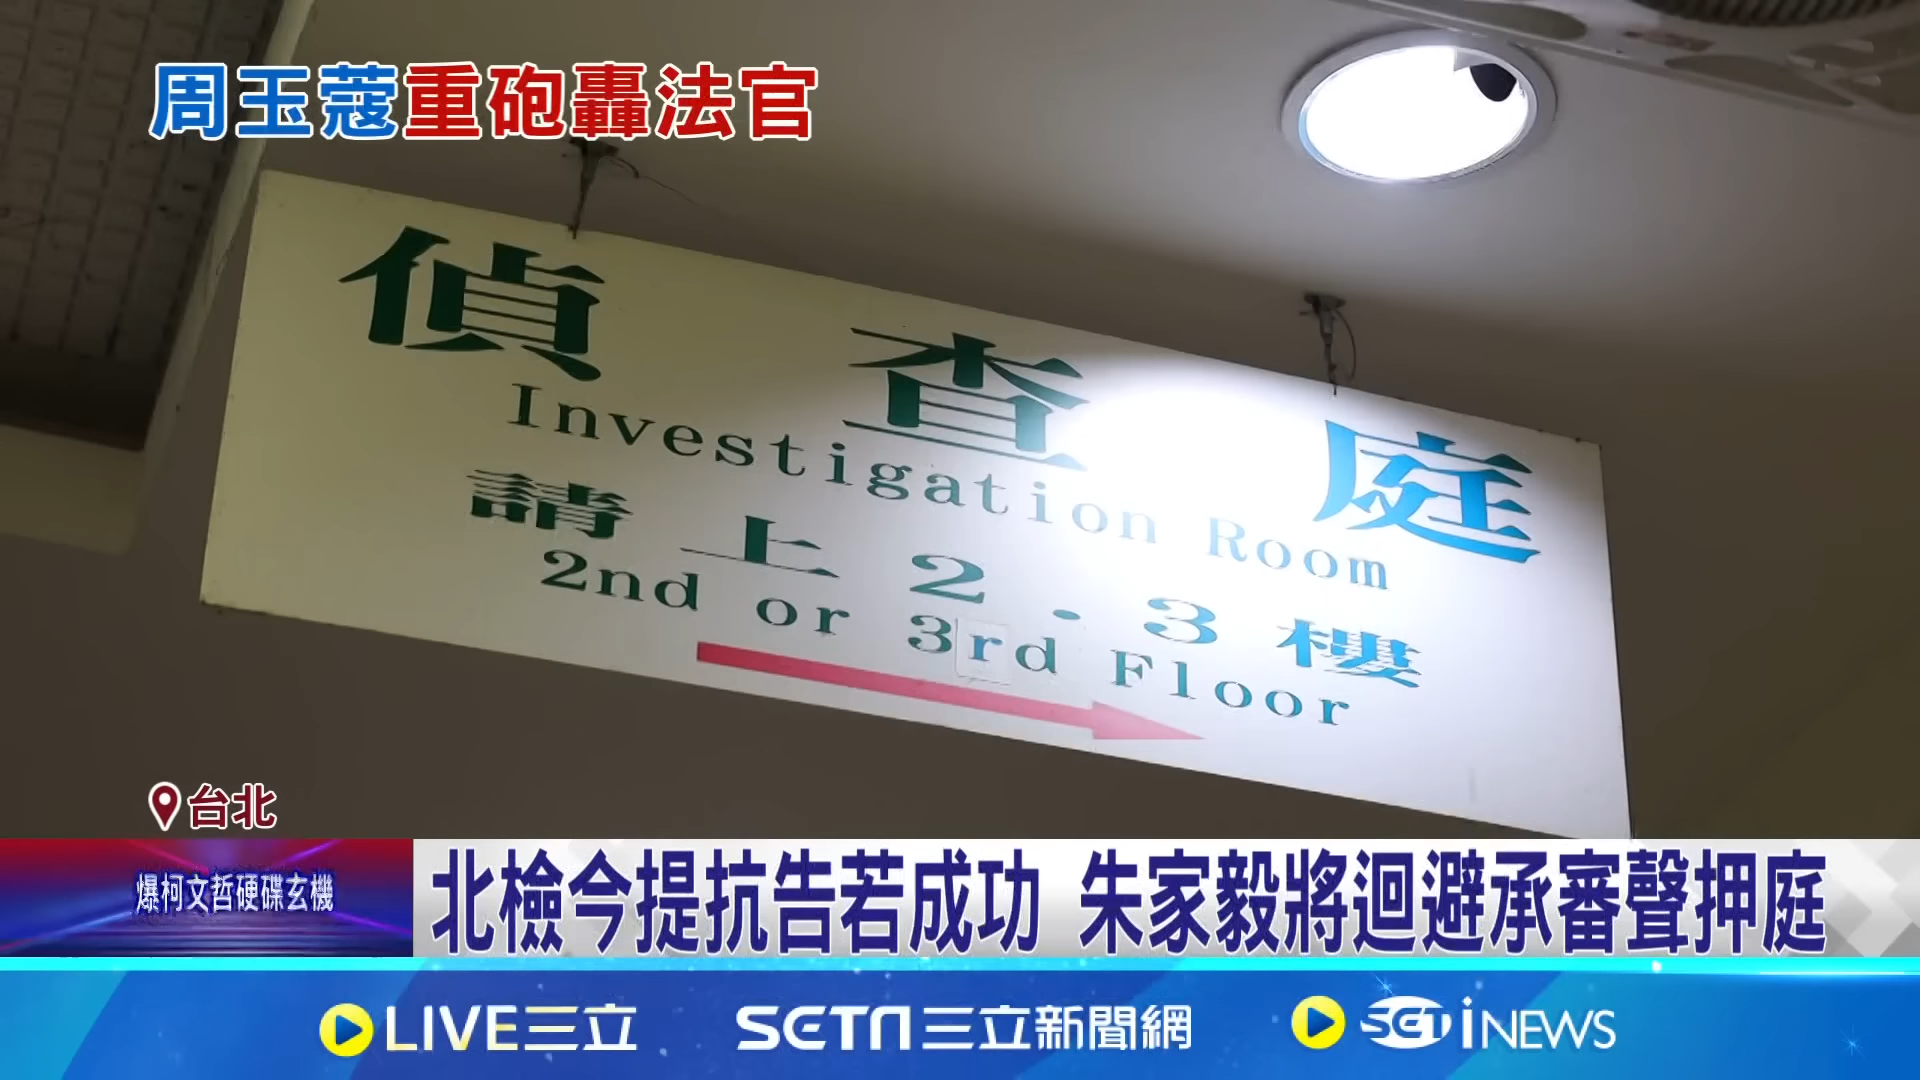 周玉蔻重砲轟法官
偵查庭
Investigation Room
請上2.3樓
2nd or 3rd Floor
台北
爆柯文哲硬碟玄機
北檢今提抗告若成功 朱家毅將迴避承審聲押庭
LIVE三立
SETN三立新聞網
SETiNEWS